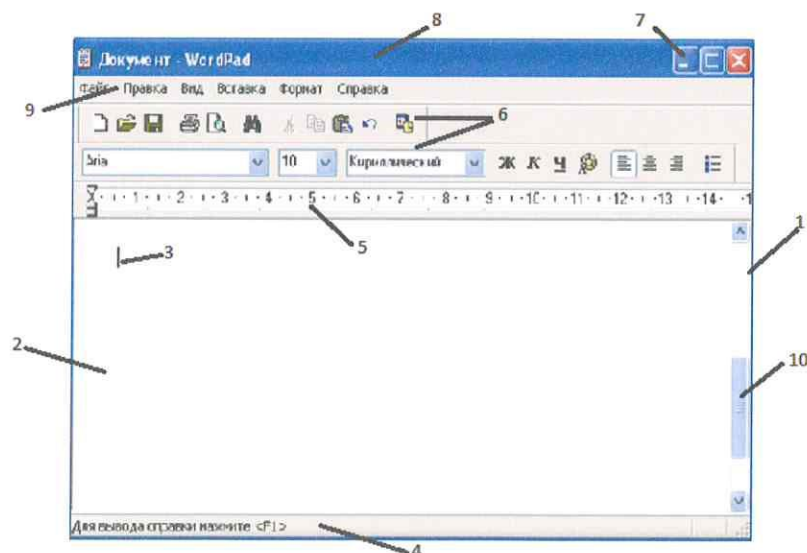 8 7
Документ - WordPad
Файл Правка Вид Вставка Формат Справка
9
6
Aria 10 Кириллический Ж К Ч
1 2 3 4 5 6 7 8 9 10 11 12 13 14 1
5
3
1
2
10
Для вывода справки нажмите <F1>
4